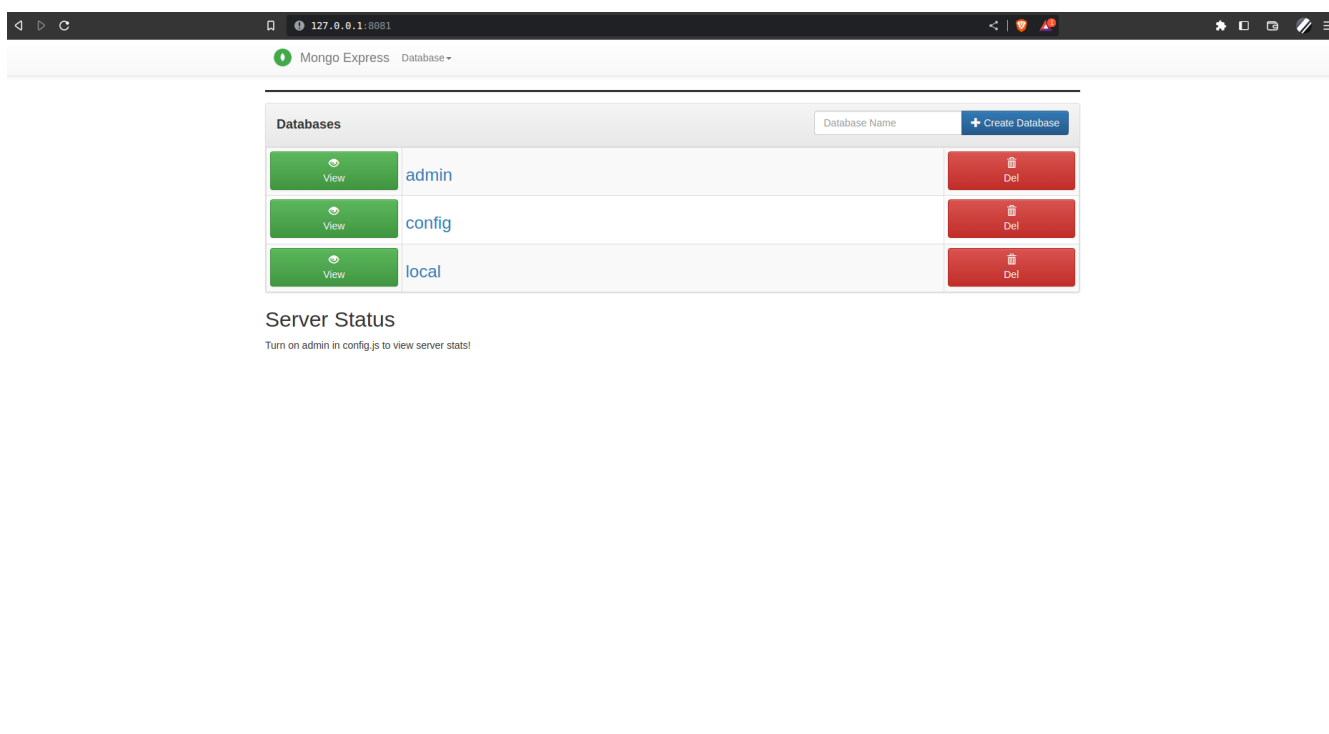 127.0.0.1:8081
1
Mongo Express Database
Databases Database Name Create Database
View admin Del
View config Del
View local Del
Server Status
Turn on admin in config.js to view server stats!